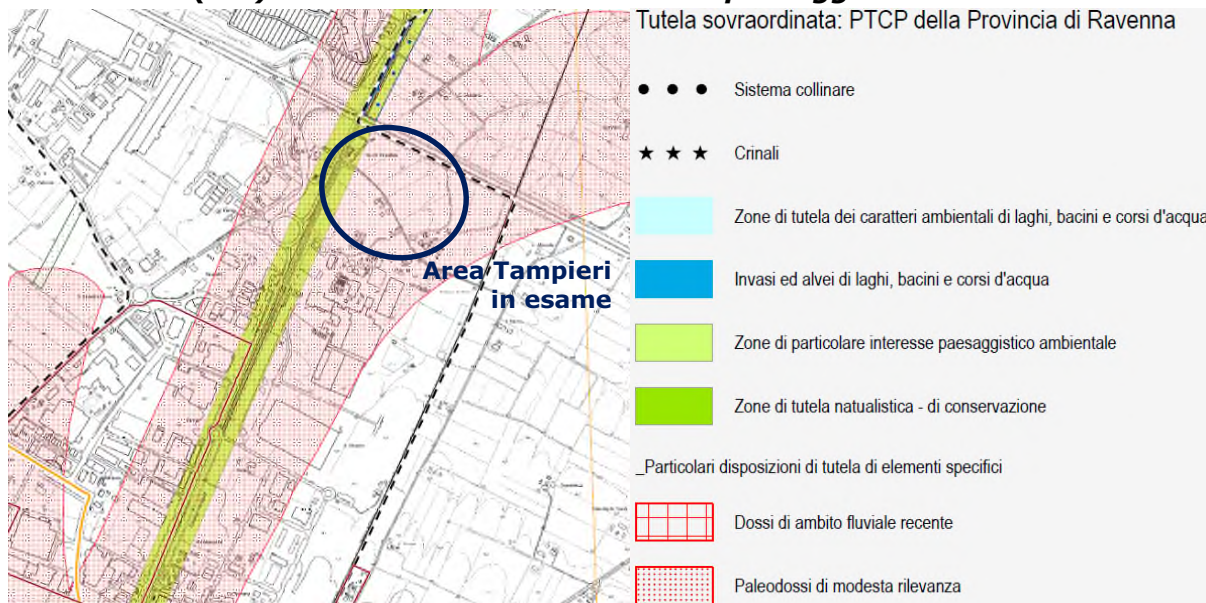 Tutela sovraordinata: PTCP della Provincia di Ravenna
Sistema collinare
Crinali
Zone di tutela dei caratteri ambientali di laghi, bacini e corsi d'acqua
Invasi ed alvei di laghi, bacini e corsi d'acqua
Zone di particolare interesse paesaggistico ambientale
Zone di tutela natualistica - di conservazione
_Particolari disposizioni di tutela di elementi specifici
Dossi di ambito fluviale recente
Paleodossi di modesta rilevanza
Area Tampieri
in esame